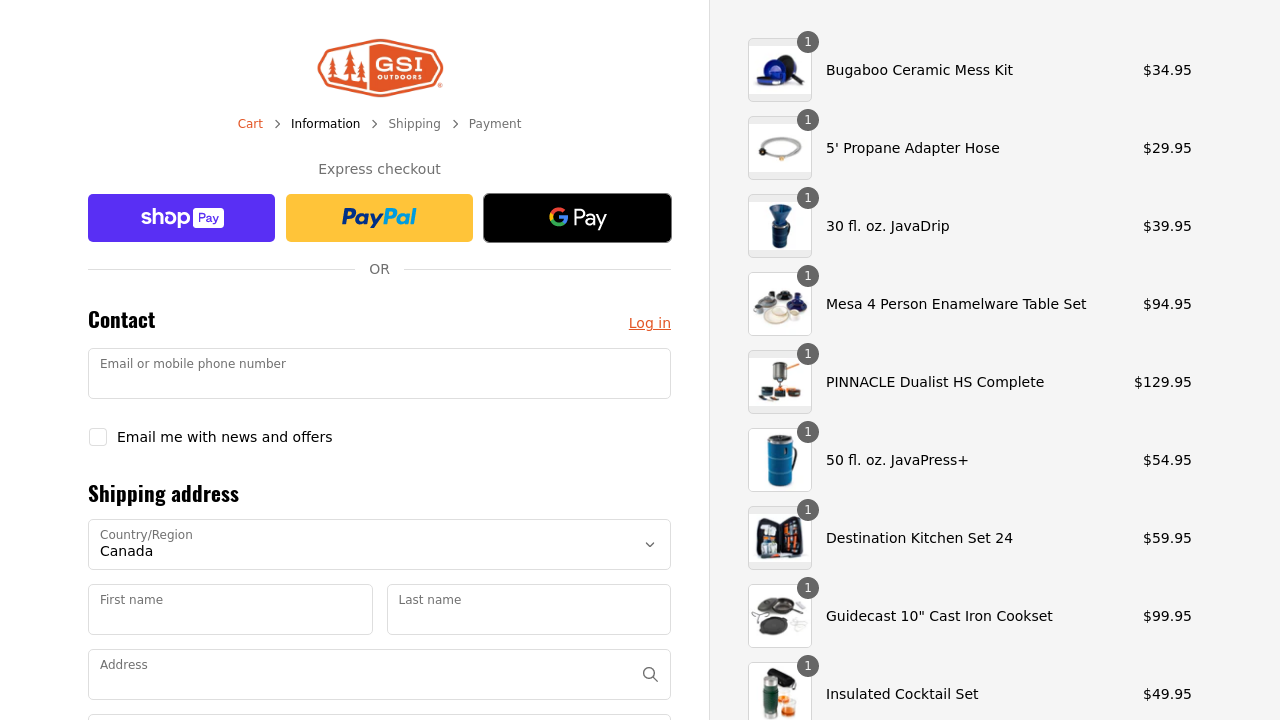 GSI
OUTDOORS
Cart
Information
Shipping
Payment
Express checkout
shop Pay
PayPal
G Pay
OR
Contact
Log in
Email or mobile phone number
Email me with news and offers
Shipping address
Country/Region
Canada
First name
Last name
Address
1
Bugaboo Ceramic Mess Kit
$34.95
1
5' Propane Adapter Hose
$29.95
1
30 fl. oz. JavaDrip
$39.95
1
Mesa 4 Person Enamelware Table Set
$94.95
1
PINNACLE Dualist HS Complete
$129.95
1
50 fl. oz. JavaPress+
$54.95
1
Destination Kitchen Set 24
$59.95
1
Guidecast 10" Cast Iron Cookset
$99.95
1
Insulated Cocktail Set
$49.95